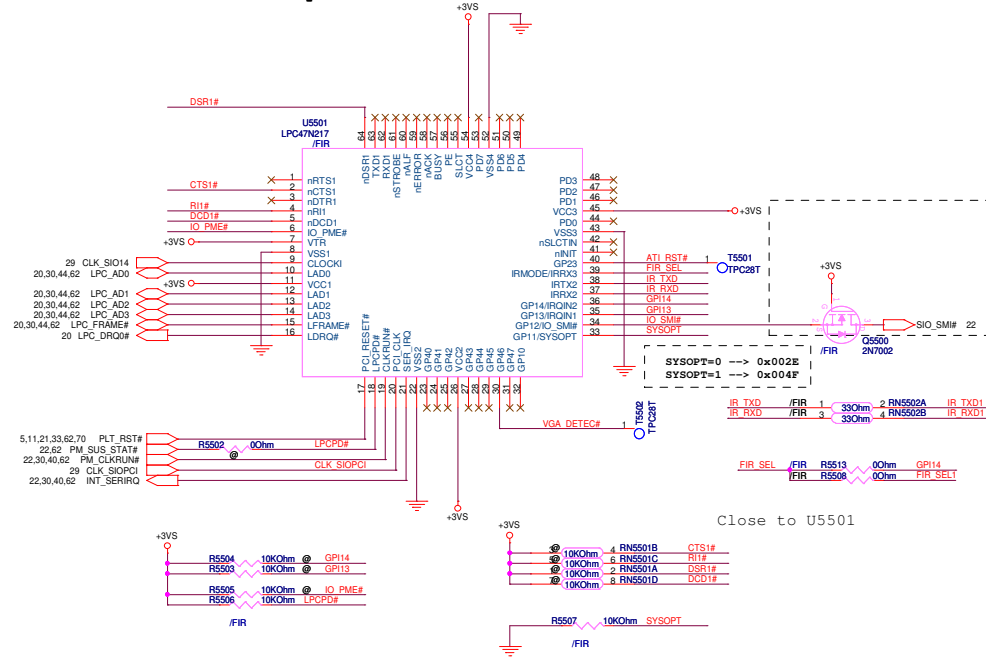 +3VS
DSR1#
U5501
LPC47N217
/FIR
64 63 62 61 60 59 58 57 56 55 54 53 52 51 50 49
nDSR1 TXD1 RXD1 nSTROBE nALF nERROR nACK BUSY PE SLCT VCC4 PD7 VSS4 PD6 PD5 PD4
1 nRTS1
CTS1# 2 nCTS1
3 nDTR1
RI1# 4 nRI1
DCD1# 5 nDCD1
IO_PME# 6 IO_PME#
+3VS 7 VTR
8 VSS1
29 CLK_SIO14 9 CLOCKI
20,30,44,62 LPC_AD0 10 LAD0
+3VS 11 VCC1
20,30,44,62 LPC_AD1 12 LAD1
20,30,44,62 LPC_AD2 13 LAD2
20,30,44,62 LPC_AD3 14 LAD3
20,30,44,62 LPC_FRAME# 15 LFRAME#
20 LPC_DRQ0# 16 LDRQ#
PD3 48
PD2 47
PD1 46
VCC3 45 +3VS
PD0 44
VSS3 43
nSLCTIN 42
nINIT 41
GP23 40 ATI_RST# 1 T5501
TPC28T
IRMODE/IRRX3 39 FIR_SEL
IRTX2 38 IR_TXD
IRRX2 37 IR_RXD
GP14/IRQIN2 36 GPI14
GP13/IRQIN1 35 GPI13
GP12/IO_SMI# 34 IO_SMI#
GP11/SYSOPT 33 SYSOPT
PCI_RESET# LPCPD# CLKRUN# PCI_CLK SER_IRQ VSS2 GP40 GP41 GP42 VCC2 GP43 GP44 GP45 GP46 GP47 GP10
17 18 19 20 21 22 23 24 25 26 27 28 29 30 31 32
+3VS
1 G
2 S
3 D
SIO_SMI# 22
Q5500
2N7002
/FIR
SYSOPT=0 --> 0x002E
SYSOPT=1 --> 0x004F
IR_TXD /FIR 1 33Ohm 2 RN5502A IR_TXD1
IR_RXD /FIR 3 33Ohm 4 RN5502B IR_RXD1
VGA_DETEC# 1 T5502
TPC28T
5,11,21,33,62,70 PLT_RST#
22,62 PM_SUS_STAT# R5502 0Ohm LPCPD#
@
22,30,40,62 PM_CLKRUN#
29 CLK_SIOPCI CLK_SIOPCI
22,30,40,62 INT_SERIRQ
+3VS
FIR_SEL /FIR R5513 0Ohm GPI14
/FIR R5508 0Ohm FIR_SEL1
Close to U5501
+3VS
R5504 10KOhm @ GPI14
R5503 10KOhm @ GPI13
R5505 10KOhm @ IO_PME#
R5506 10KOhm LPCPD#
/FIR
+3VS
3 @ 10KOhm 4 RN5501B CTS1#
5 @ 10KOhm 6 RN5501C RI1#
1 @ 10KOhm 2 RN5501A DSR1#
7 @ 10KOhm 8 RN5501D DCD1#
R5507 10KOhm SYSOPT
/FIR